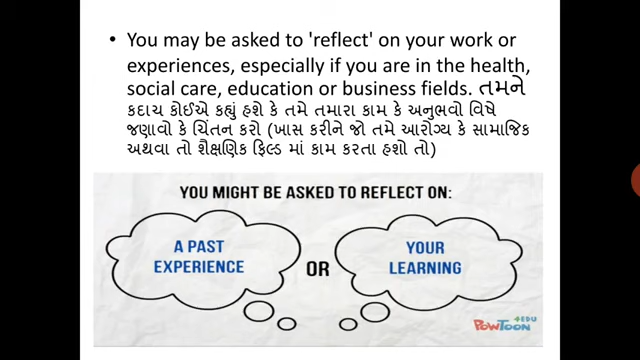 • You may be asked to 'reflect' on your work or
experiences, especially if you are in the health,
social care, education or business fields. તમને
કદાચ કોઈએ કહ્યું હશે કે તમે તમારા કામ કે અનુભવો વિષે
જણાવો કે ચિંતન કરો (ખાસ કરીને જો તમે આરોગ્ય કે સામાજિક
અથવા તો શૈક્ષણિક ફિલ્ડ માં કામ કરતા હશો તો)
YOU MIGHT BE ASKED TO REFLECT ON:
A PAST
EXPERIENCE
OR
YOUR
LEARNING
4EDU
POWTOON